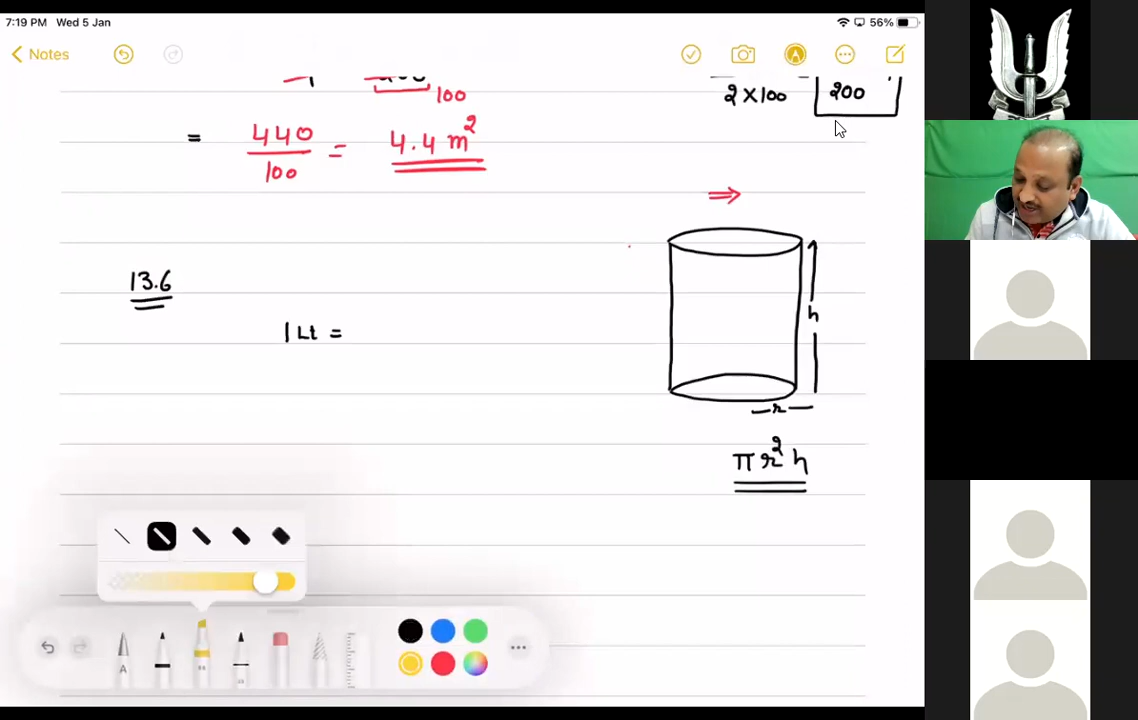 7:19 PM Wed 5 Jan 56%
Notes
100
2 × 100
200
= 440 / 100 = 4.4 m²
⇒
13.6
1 Lt =
h
r
πr²h
A